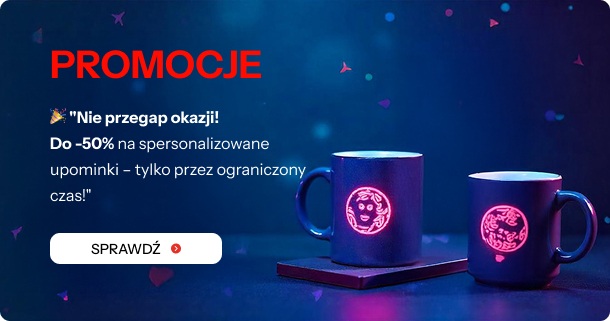 PROMOCJE
🎉 "Nie przegap okazji!
Do -50% na spersonalizowane
upominki – tylko przez ograniczony
czas!"
SPRAWDŹ